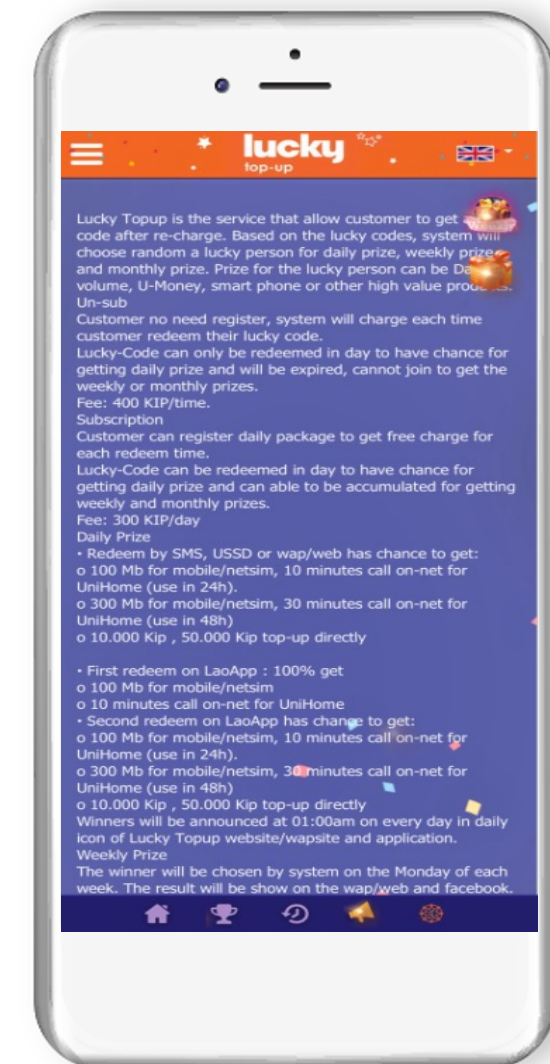 lucky
top-up
Lucky Topup is the service that allow customer to get
code after re-charge. Based on the lucky codes, system will
choose random a lucky person for daily prize, weekly prize
and monthly prize. Prize for the lucky person can be
volume, U-Money, smart phone or other high value
Un-sub
Customer no need register, system will charge each time
customer redeem their lucky code.
Lucky-Code can only be redeemed in day to have chance for
getting daily prize and will be expired, cannot join to get the
weekly or monthly prizes.
Fee: 400 KIP/time.
Subscription
Customer can register daily package to get free charge for
each redeem time.
Lucky-Code can be redeemed in day to have chance for
getting daily prize and can able to be accumulated for getting
weekly and monthly prizes.
Fee: 300 KIP/day
Daily Prize
• Redeem by SMS, USSD or wap/web has chance to get:
o 100 Mb for mobile/netsim, 10 minutes call on-net for
UniHome (use in 24h).
o 300 Mb for mobile/netsim, 30 minutes call on-net for
UniHome (use in 48h)
o 10.000 Kip , 50.000 Kip top-up directly
• First redeem on LaoApp : 100% get
o 100 Mb for mobile/netsim
o 10 minutes call on-net for UniHome
• Second redeem on LaoApp has chance to get:
o 100 Mb for mobile/netsim, 10 minutes call on-net for
UniHome (use in 24h).
o 300 Mb for mobile/netsim, 30 minutes call on-net for
UniHome (use in 48h)
o 10.000 Kip , 50.000 Kip top-up directly
Winners will be announced at 01:00am on every day in daily
icon of Lucky Topup website/wapsite and application.
Weekly Prize
The winner will be chosen by system on the Monday of each
week. The result will be show on the wap/web and facebook.